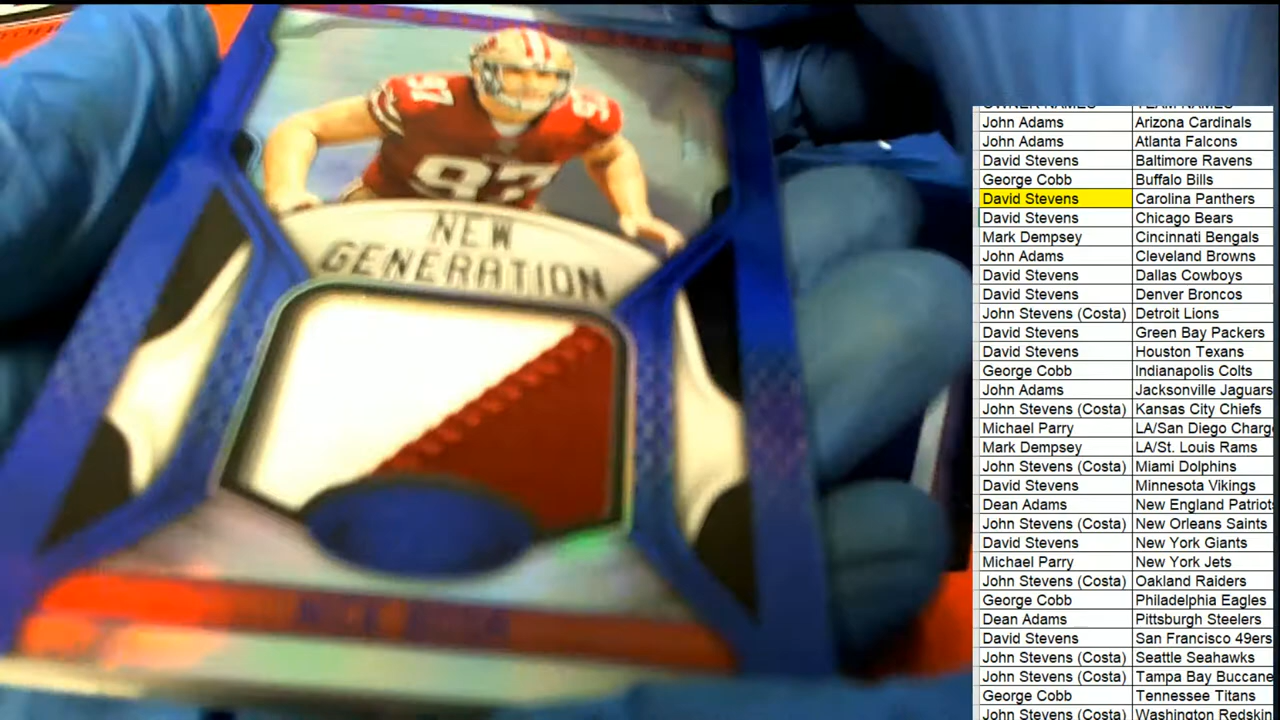 97
97
NEW
GENERATION
OWNER NAMES TEAM NAMES
John Adams Arizona Cardinals
John Adams Atlanta Falcons
David Stevens Baltimore Ravens
George Cobb Buffalo Bills
David Stevens Carolina Panthers
David Stevens Chicago Bears
Mark Dempsey Cincinnati Bengals
John Adams Cleveland Browns
David Stevens Dallas Cowboys
David Stevens Denver Broncos
John Stevens (Costa) Detroit Lions
David Stevens Green Bay Packers
David Stevens Houston Texans
George Cobb Indianapolis Colts
John Adams Jacksonville Jaguars
John Stevens (Costa) Kansas City Chiefs
Michael Parry LA/San Diego Charg
Mark Dempsey LA/St. Louis Rams
John Stevens (Costa) Miami Dolphins
David Stevens Minnesota Vikings
Dean Adams New England Patriots
John Stevens (Costa) New Orleans Saints
David Stevens New York Giants
Michael Parry New York Jets
John Stevens (Costa) Oakland Raiders
George Cobb Philadelphia Eagles
Dean Adams Pittsburgh Steelers
David Stevens San Francisco 49ers
John Stevens (Costa) Seattle Seahawks
John Stevens (Costa) Tampa Bay Buccane
George Cobb Tennessee Titans
John Stevens (Costa) Washington Redskin